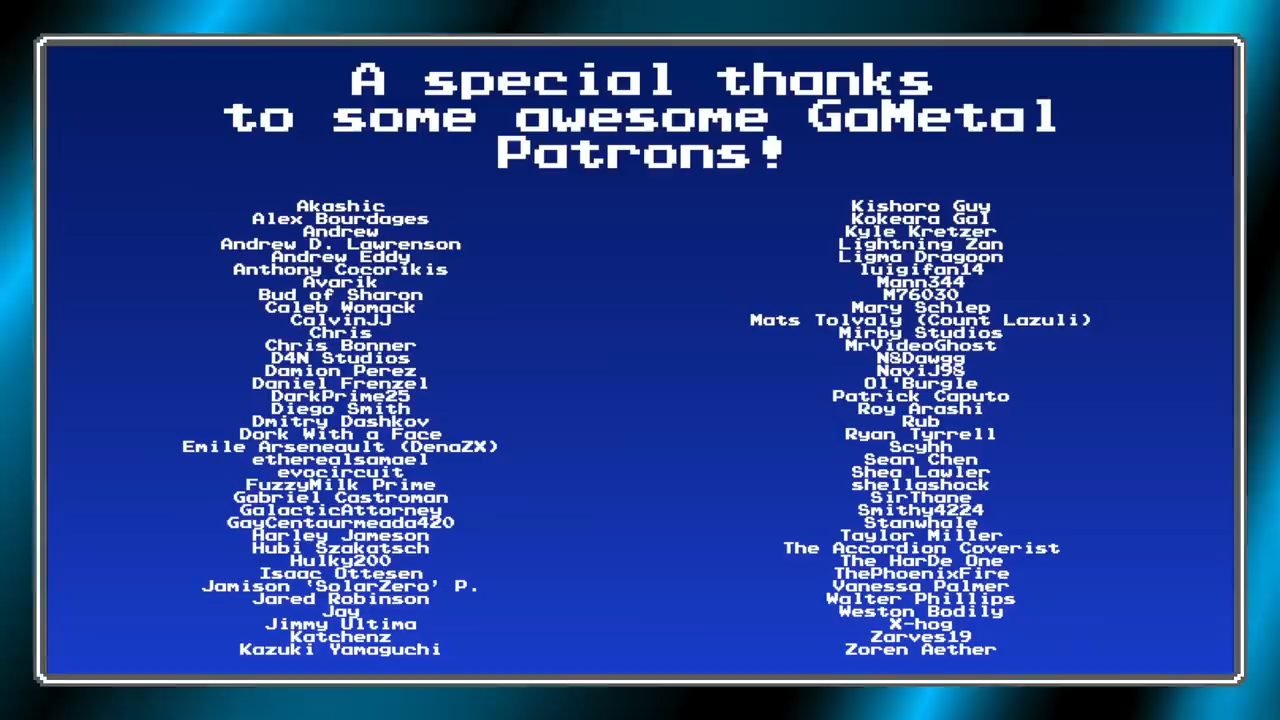 A special thanks
to some awesome GaMetal
Patrons!
Akashic
Alex Bourdages
Andrew
Andrew D. Lawrenson
Andrew Eddy
Anthony Cocorikis
Avarik
Bud of Sharon
Caleb Womack
CalvinJJ
Chris
Chris Bonner
D4N Studios
Damion Perez
Daniel Frenzel
DarkPrime25
Diego Smith
Dmitry Dashkov
Dork With a Face
Emile Arseneault (DenaZX)
etherealsamael
evocircuit
FuzzyMilk Prime
Gabriel Castroman
GalacticAttorney
GayCentaurmeada420
Harley Jameson
Hubi Szakatsch
Hulky200
Isaac Ottesen
Jamison 'SolarZero' P.
Jared Robinson
Jay
Jimmy Ultima
Katchenz
Kazuki Yamaguchi
Kishoro Guy
Kokeara Gal
Kyle Kretzer
Lightning Zan
Ligma Dragoon
luigifan14
Mann344
M76030
Mary Schlep
Mats Tolvaly (Count Lazuli)
Mirby Studios
MrVideoGhost
N8Dawgg
NaviJ98
Ol'Burgle
Patrick Caputo
Roy Arashi
Rub
Ryan Tyrrell
Scyhh
Sean Chen
Shea Lawler
shellashock
SirThane
Smithy4224
Stanwhale
Taylor Miller
The Accordion Coverist
The HarDe One
ThePhoenixFire
Vanessa Palmer
Walter Phillips
Weston Bodily
X-hog
Zarves19
Zoren Aether